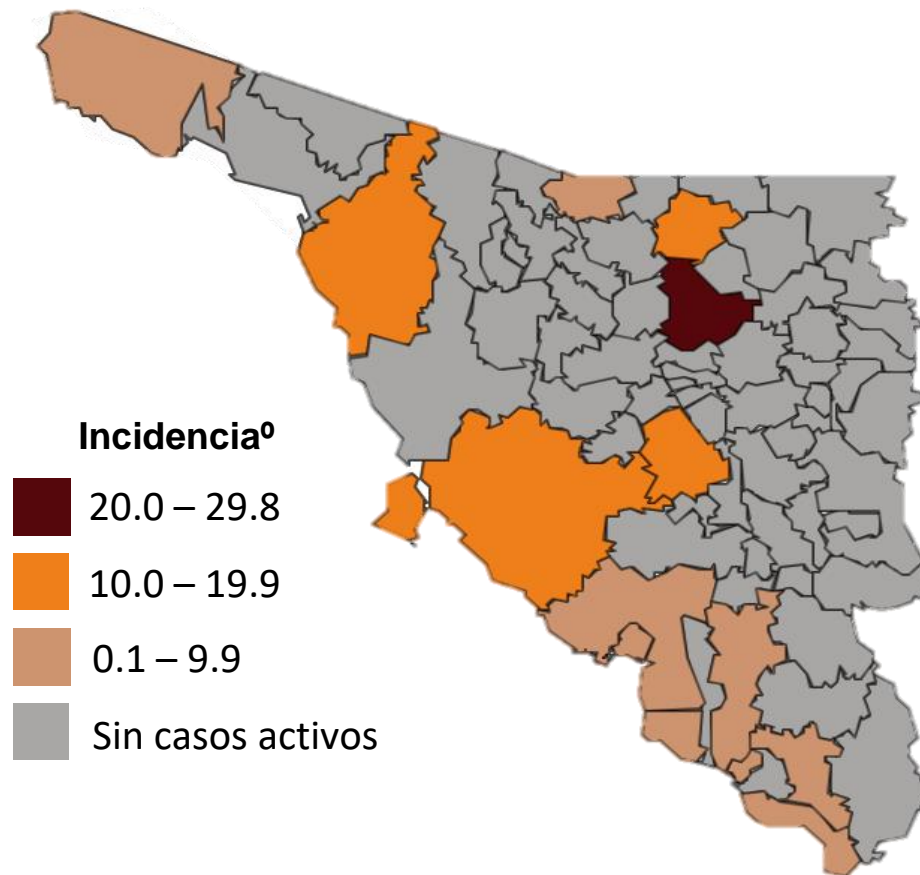 Incidenciaº
20.0 – 29.8
10.0 – 19.9
0.1 – 9.9
Sin casos activos